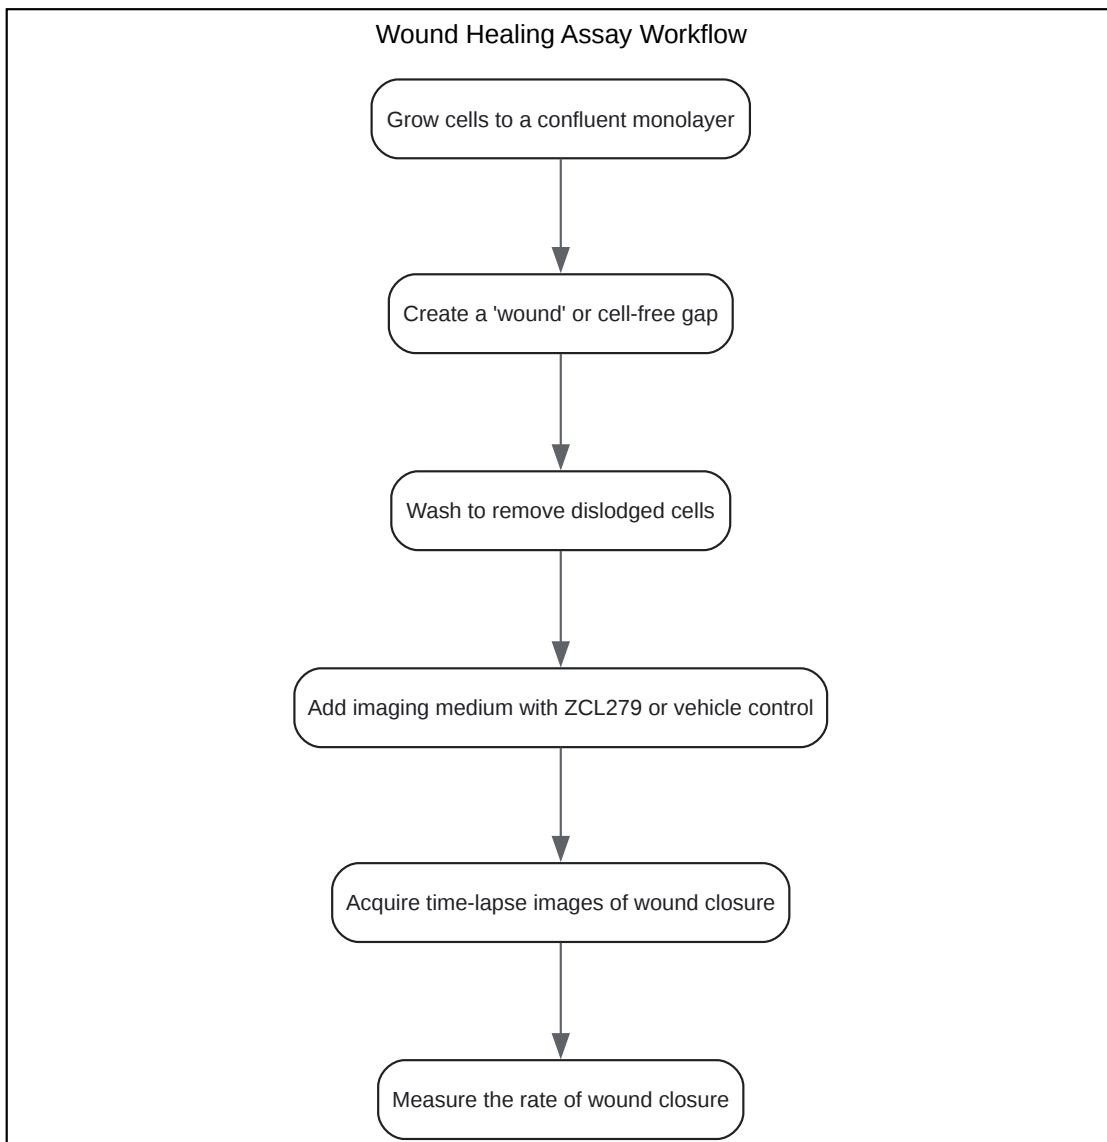 Wound Healing Assay Workflow
Grow cells to a confluent monolayer
Create a 'wound' or cell-free gap
Wash to remove dislodged cells
Add imaging medium with ZCL279 or vehicle control
Acquire time-lapse images of wound closure
Measure the rate of wound closure